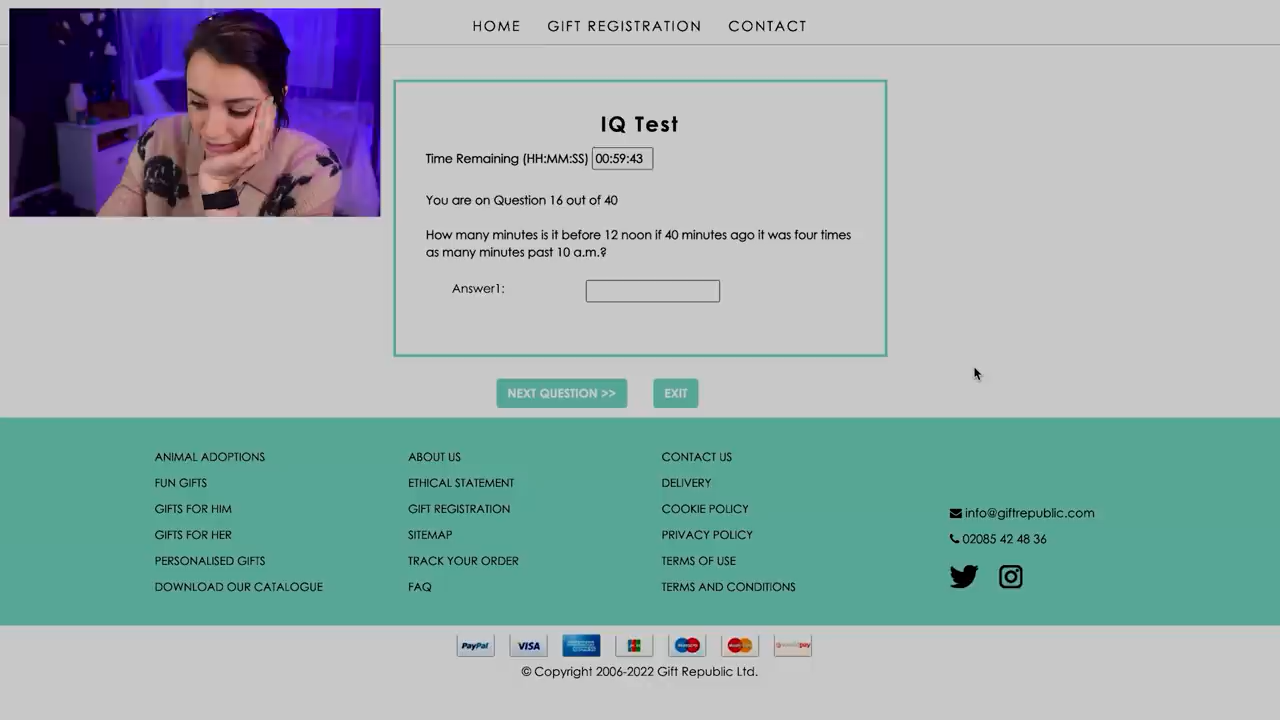 HOME GIFT REGISTRATION CONTACT
IQ Test
Time Remaining (HH:MM:SS) 00:59:43
You are on Question 16 out of 40
How many minutes is it before 12 noon if 40 minutes ago it was four times
as many minutes past 10 a.m.?
Answer1:
NEXT QUESTION >> EXIT
ANIMAL ADOPTIONS
FUN GIFTS
GIFTS FOR HIM
GIFTS FOR HER
PERSONALISED GIFTS
DOWNLOAD OUR CATALOGUE
ABOUT US
ETHICAL STATEMENT
GIFT REGISTRATION
SITEMAP
TRACK YOUR ORDER
FAQ
CONTACT US
DELIVERY
COOKIE POLICY
PRIVACY POLICY
TERMS OF USE
TERMS AND CONDITIONS
info@giftrepublic.com
02085 42 48 36
PayPal VISA
© Copyright 2006-2022 Gift Republic Ltd.